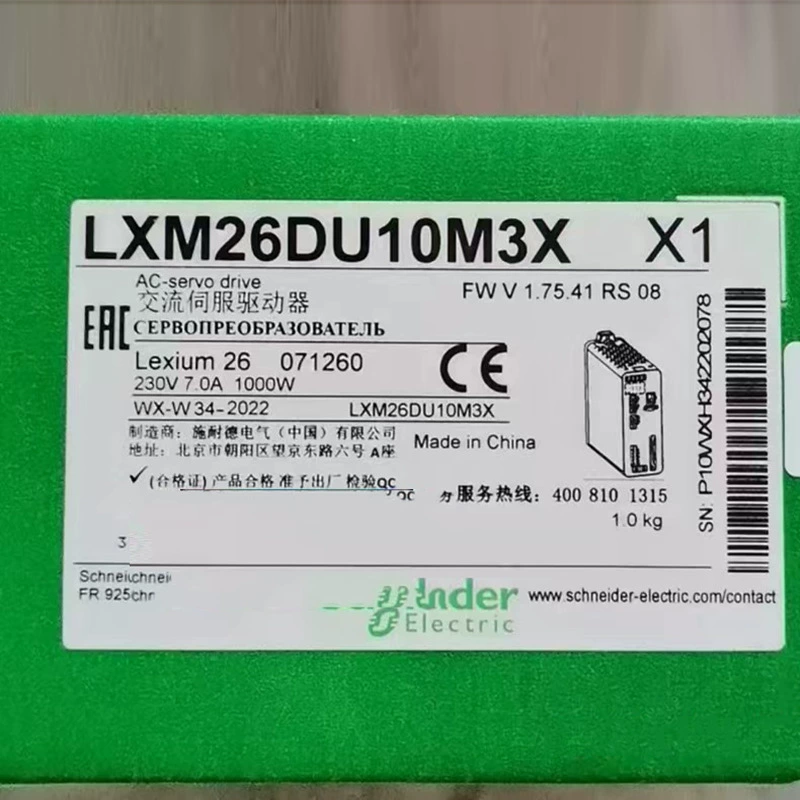 LXM26DU10M3X X1
AC-servo drive
交流伺服驱动器
FW V 1.75.41 RS 08
EAC СЕРВОПРЕОБРАЗОВАТЕЛЬ
Lexium 26 071260
230V 7.0A 1000W
CE
WX-W 34-2022 LXM26DU10M3X
制造商: 施耐德电气 (中国) 有限公司
地址: 北京市朝阳区望京东路六号 A座
Made in China
✓(合格证) 产品合格 准予出厂 检验QC
QC
服务热线: 400 810 1315
1.0 kg
SN: P10WXH342202078
3
FR 925
Electric
www.schneider-electric.com/contact